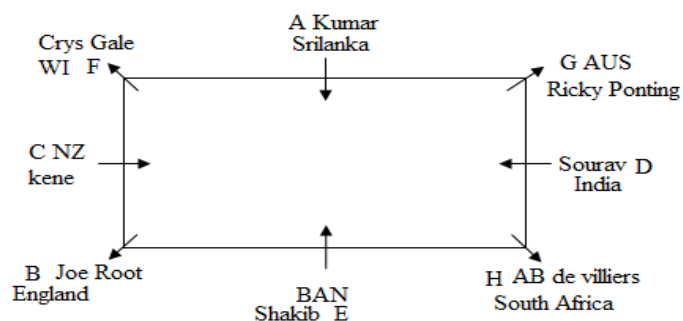 A Kumar
Srilanka
Crys Gale
WI F
G AUS
Ricky Ponting
C NZ
kene
Sourav D
India
B Joe Root
England
BAN
Shakib E
H AB de villiers
South Africa